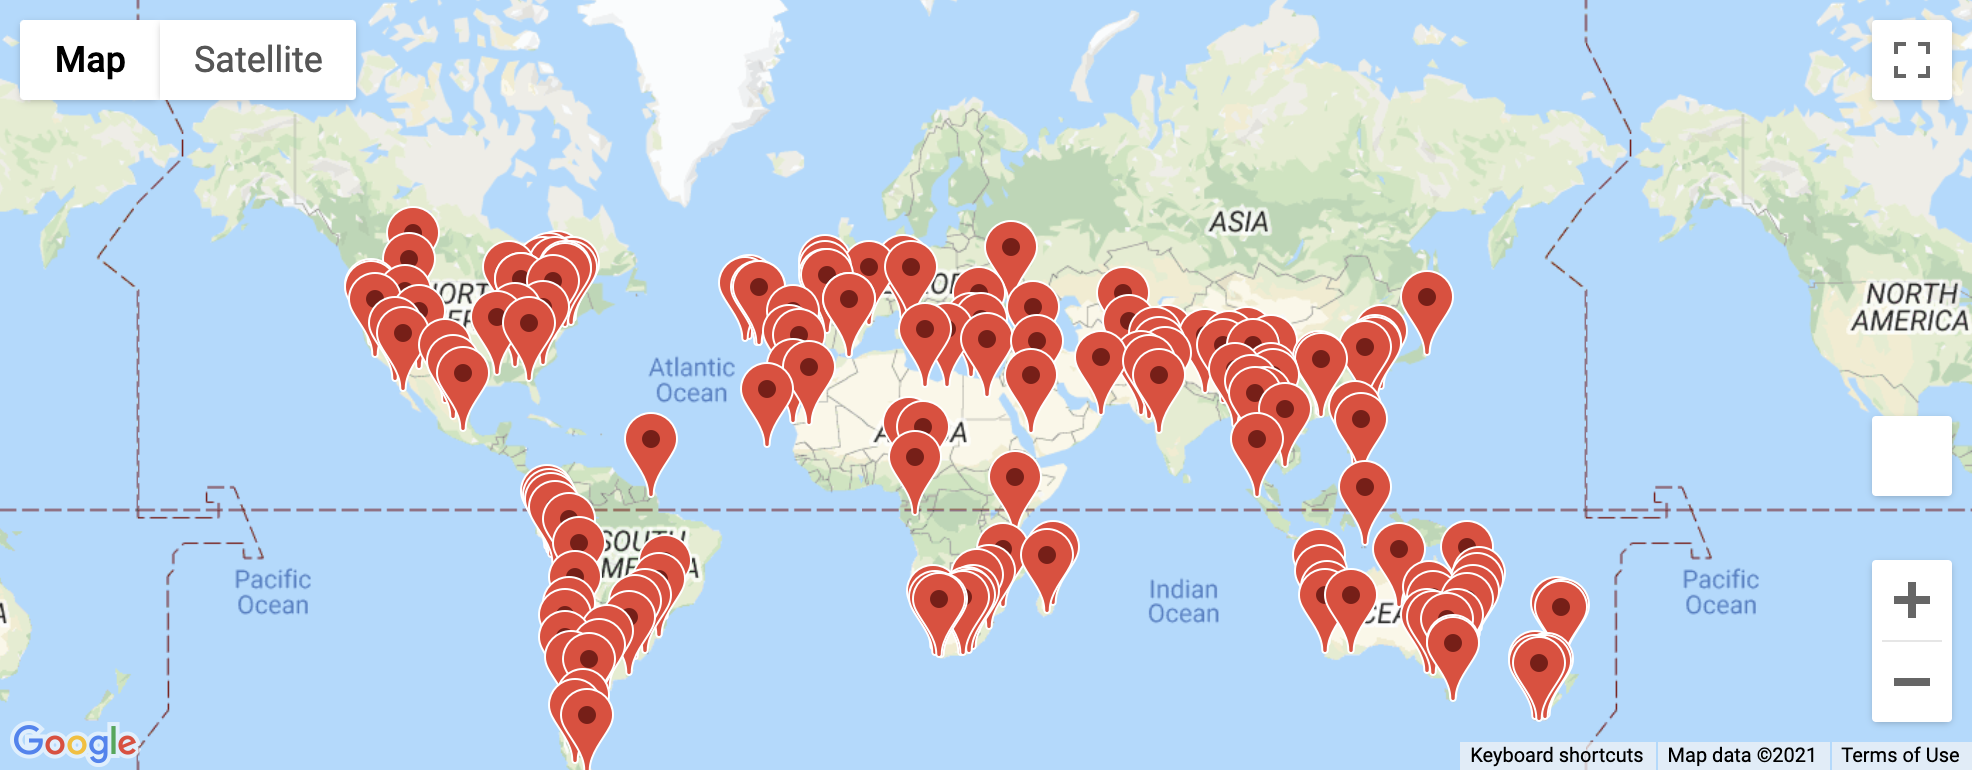 Map
Satellite
ASIA
NORTH
AMERICA
Atlantic
Ocean
SOUTH
Pacific
Ocean
Indian
Ocean
Pacific
Ocean
Google
Keyboard shortcuts
Map data ©2021
Terms of Use